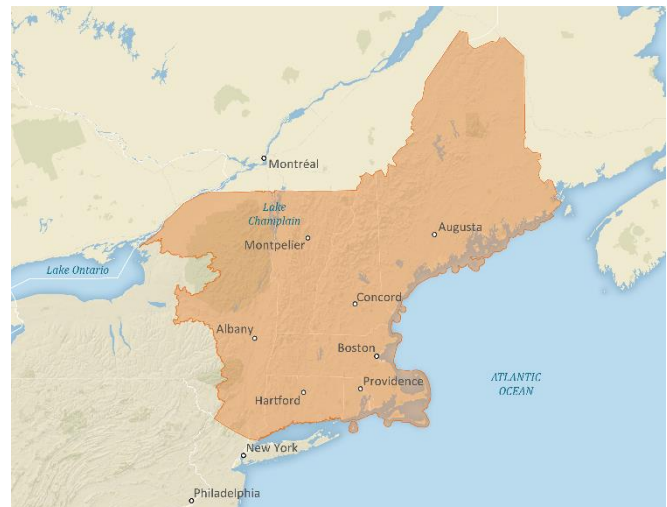 Montréal
Lake
Champlain
Montpelier
Augusta
Lake Ontario
Concord
Albany
Boston
ATLANTIC
OCEAN
Providence
Hartford
New York
Philadelphia